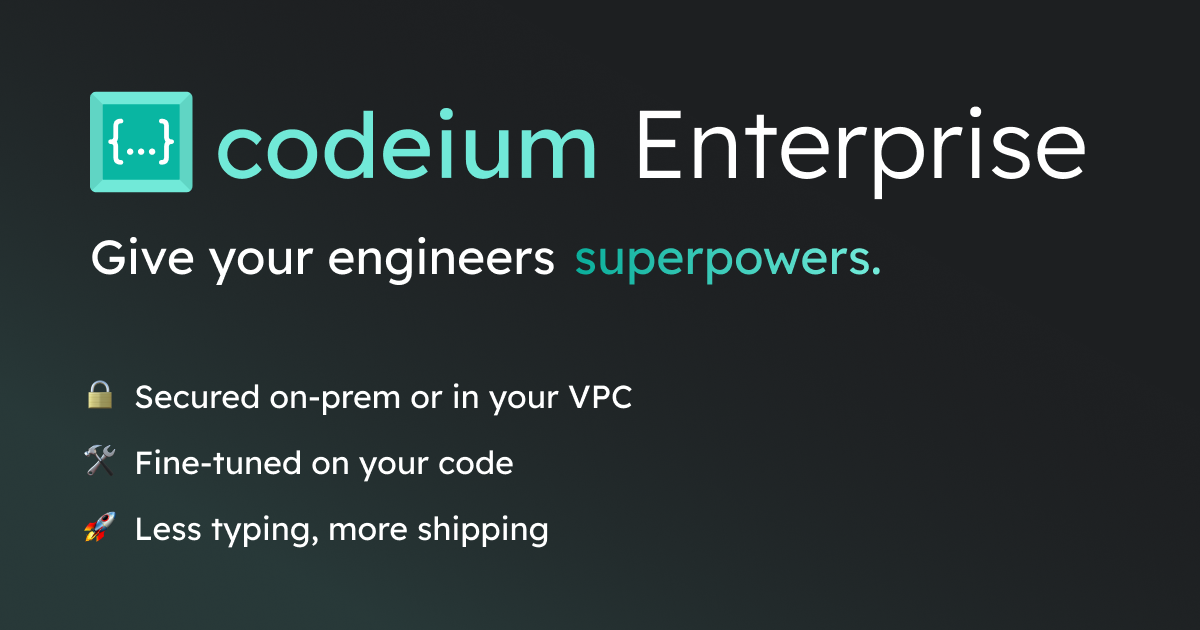 {...} codeium Enterprise
Give your engineers superpowers.
Secured on-prem or in your VPC
Fine-tuned on your code
Less typing, more shipping